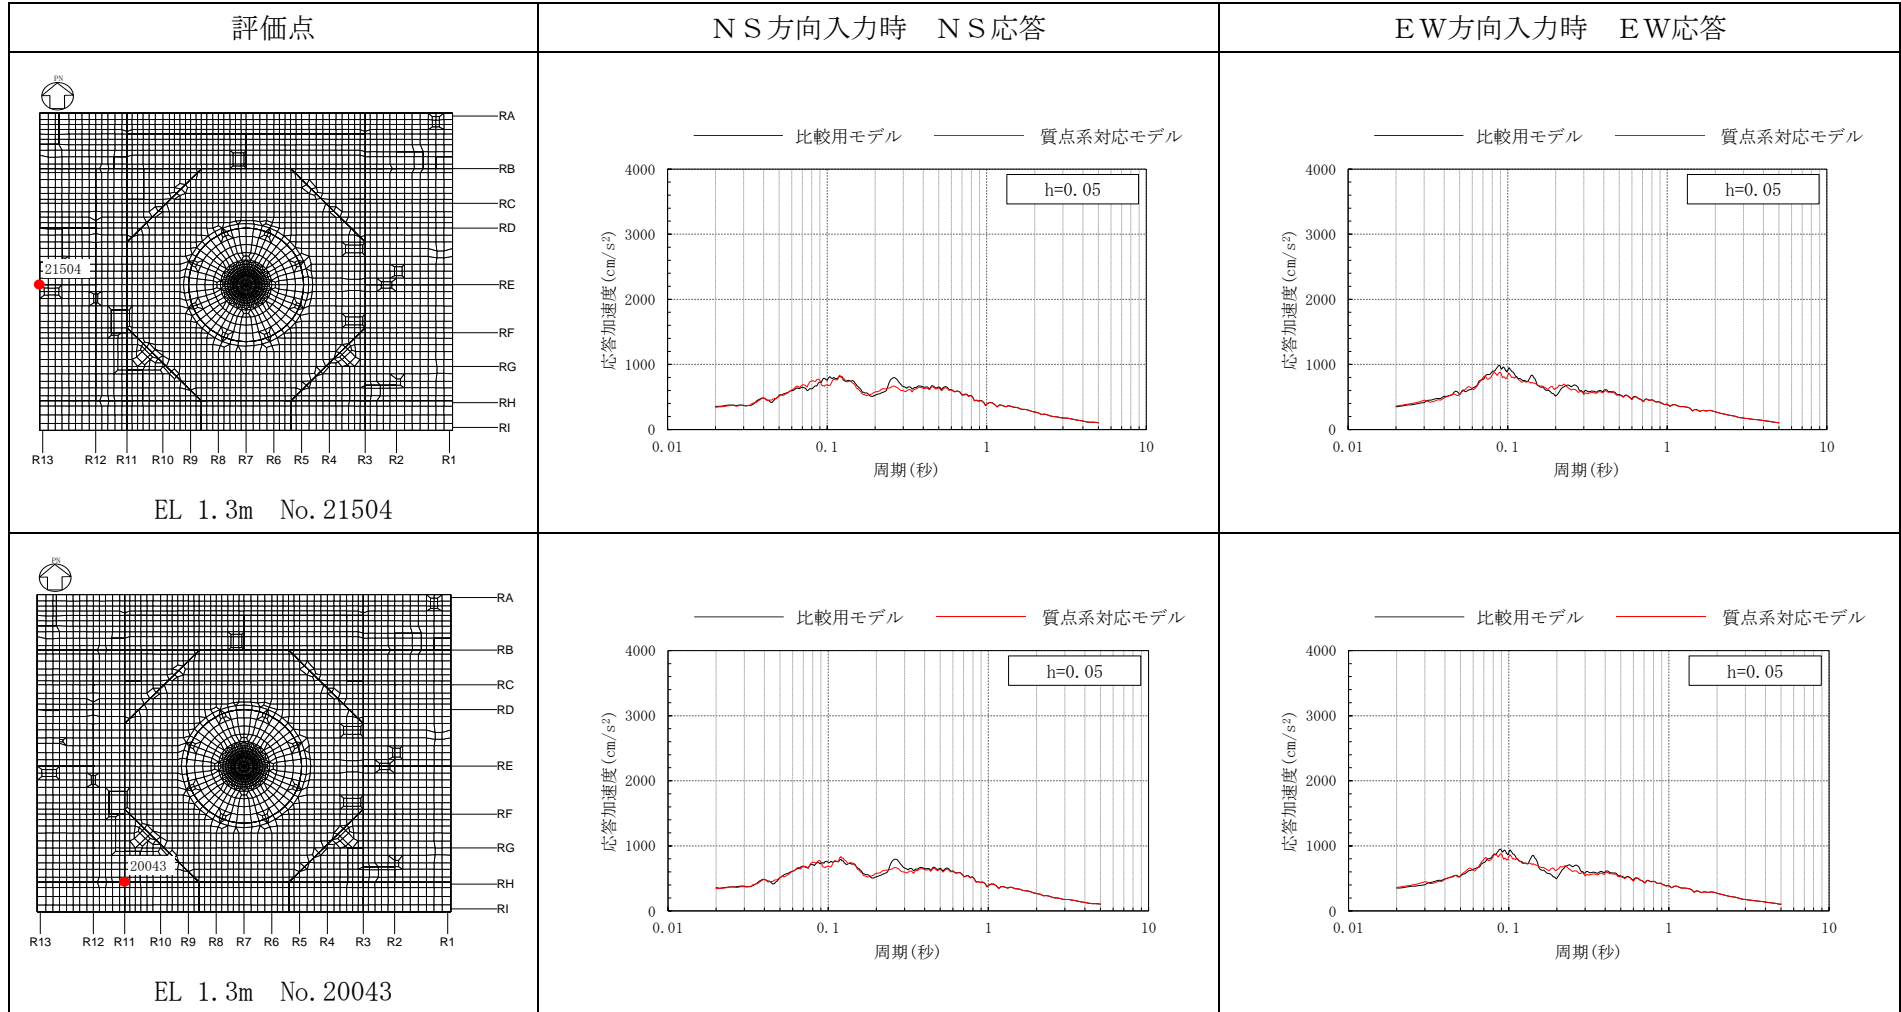 評価点
ＮＳ方向入力時　ＮＳ応答
ＥＷ方向入力時　ＥＷ応答
PN
RA
RB
RC
RD
RE
RF
RG
RH
RI
21504
R13 R12 R11 R10 R9 R8 R7 R6 R5 R4 R3 R2 R1
EL 1.3m　No.21504
比較用モデル　質点系対応モデル
h=0.05
応答加速度(cm/s²)
4000
3000
2000
1000
0
0.01 0.1 1 10
周期(秒)
比較用モデル　質点系対応モデル
h=0.05
応答加速度(cm/s²)
4000
3000
2000
1000
0
0.01 0.1 1 10
周期(秒)
PN
RA
RB
RC
RD
RE
RF
RG
RH
RI
20043
R13 R12 R11 R10 R9 R8 R7 R6 R5 R4 R3 R2 R1
EL 1.3m　No.20043
比較用モデル　質点系対応モデル
h=0.05
応答加速度(cm/s²)
4000
3000
2000
1000
0
0.01 0.1 1 10
周期(秒)
比較用モデル　質点系対応モデル
h=0.05
応答加速度(cm/s²)
4000
3000
2000
1000
0
0.01 0.1 1 10
周期(秒)